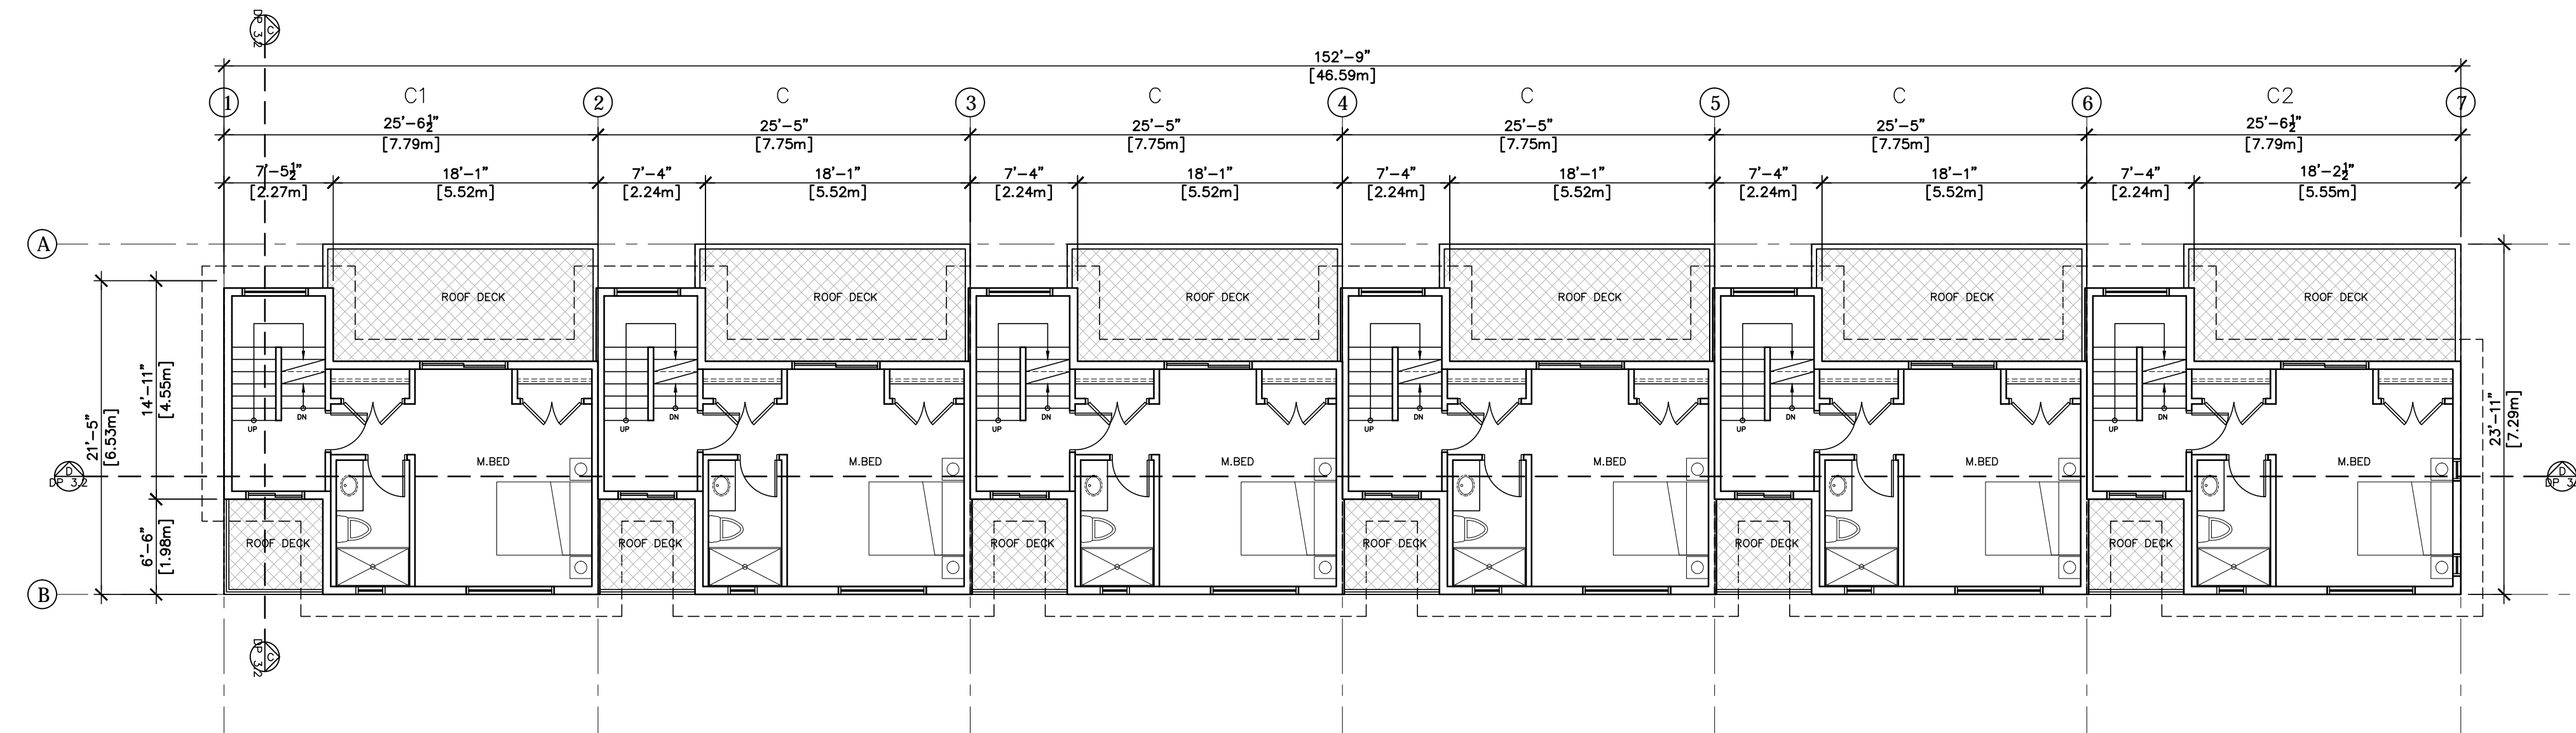 DP 3.2
C
152'-9"
[46.59m]
1
C1
2
C
3
C
4
C
5
C
6
C2
7
25'-6½"
[7.79m]
25'-5"
[7.75m]
25'-5"
[7.75m]
25'-5"
[7.75m]
25'-5"
[7.75m]
25'-6½"
[7.79m]
7'-5½"
[2.27m]
18'-1"
[5.52m]
7'-4"
[2.24m]
18'-1"
[5.52m]
7'-4"
[2.24m]
18'-1"
[5.52m]
7'-4"
[2.24m]
18'-1"
[5.52m]
7'-4"
[2.24m]
18'-1"
[5.52m]
7'-4"
[2.24m]
18'-2½"
[5.55m]
A
ROOF DECK
ROOF DECK
ROOF DECK
ROOF DECK
ROOF DECK
ROOF DECK
21'-5"
[6.53m]
14'-11"
[4.55m]
6'-6"
[1.98m]
23'-11"
[7.29m]
UP
DN
UP
DN
UP
DN
UP
DN
UP
DN
UP
DN
M.BED
M.BED
M.BED
M.BED
M.BED
M.BED
D
DP 3.2
D
DP 3.
ROOF DECK
ROOF DECK
ROOF DECK
ROOF DECK
ROOF DECK
ROOF DECK
B
DP 3.2
C